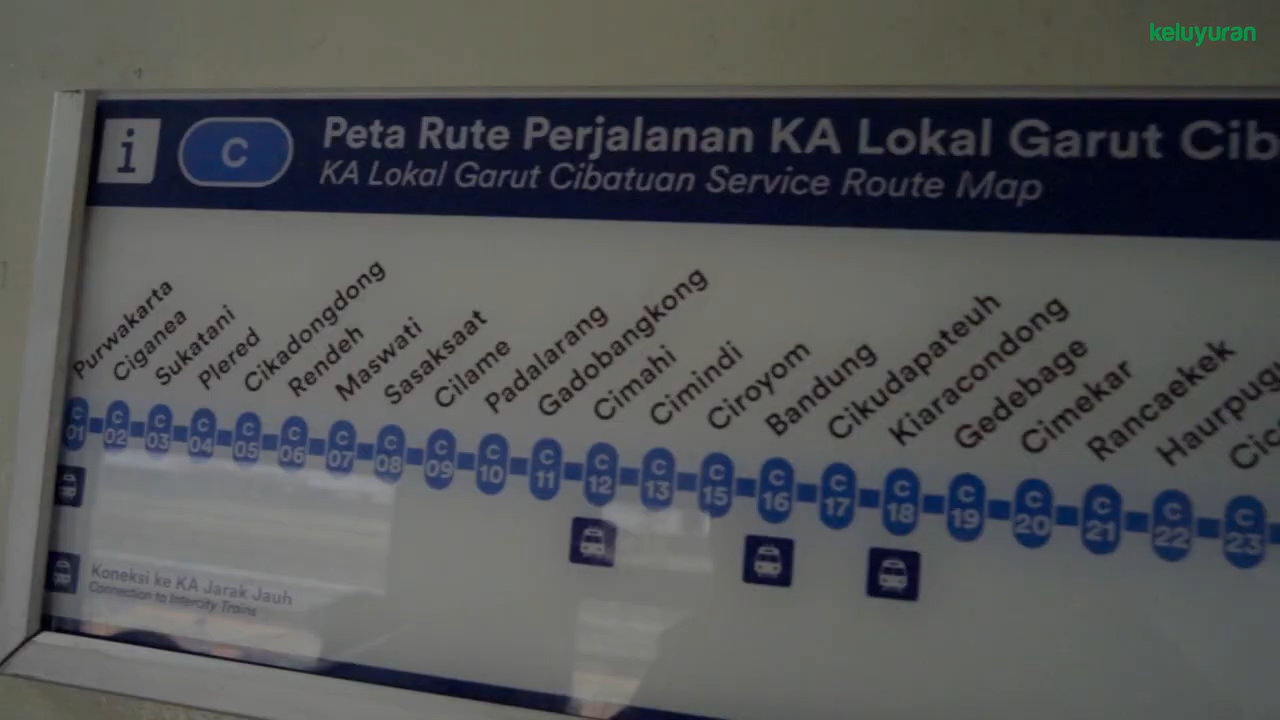 keluyuran
i C Peta Rute Perjalanan KA Lokal Garut Cib
KA Lokal Garut Cibatuan Service Route Map
Purwakarta
Ciganea
Sukatani
Plered
Cikadongdong
Rendeh
Maswati
Sasaksaat
Cilame
Padalarang
Gadobangkong
Cimahi
Cimindi
Ciroyom
Bandung
Cikudapateuh
Kiaracondong
Gedebage
Cimekar
Rancaekek
Haurpugu
Cic
C 01
C 02
C 03
C 04
C 05
C 06
C 07
C 08
C 09
C 10
C 11
C 12
C 13
C 15
C 16
C 17
C 18
C 19
C 20
C 21
C 22
C 23
Koneksi ke KA Jarak Jauh
Connection to Intercity Trains